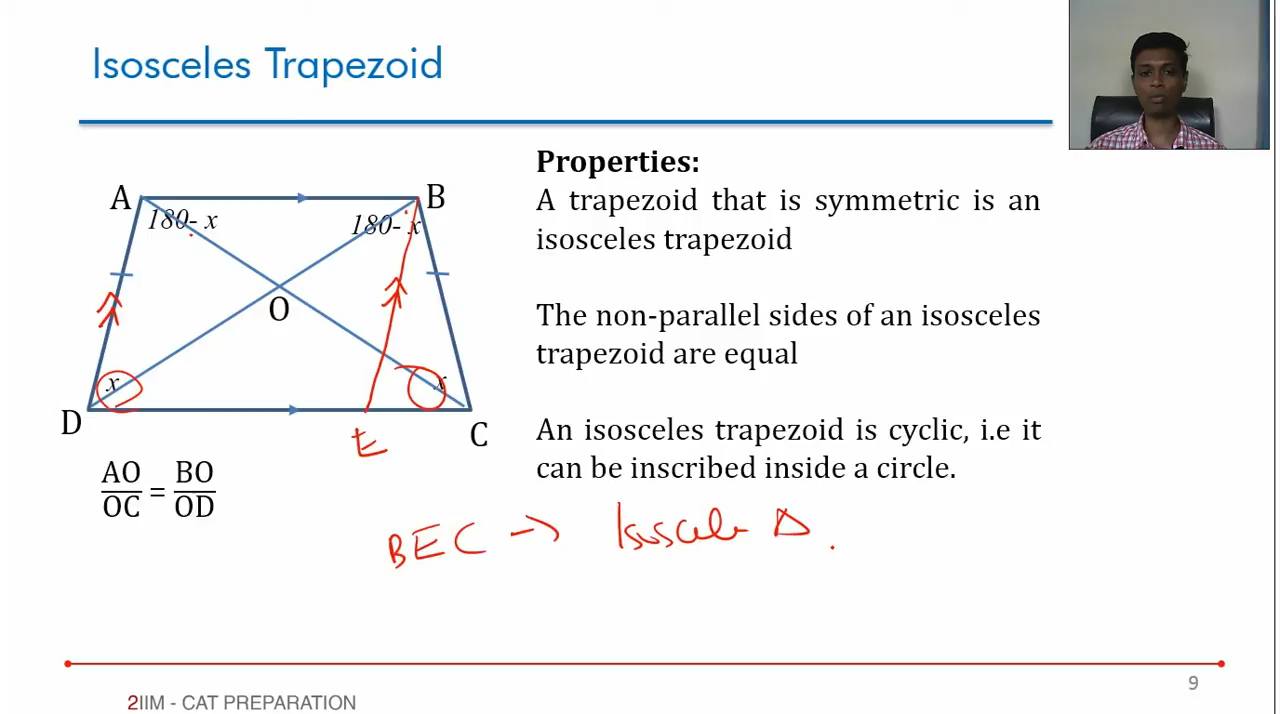 Isosceles Trapezoid
Properties:
A trapezoid that is symmetric is an
isosceles trapezoid
The non-parallel sides of an isosceles
trapezoid are equal
An isosceles trapezoid is cyclic, i.e it
can be inscribed inside a circle.
A
B
180- x
180- x
O
x
x
D
E
C
AO
OC
=
BO
OD
BEC → Isosceles Δ.
2IIM - CAT PREPARATION
9